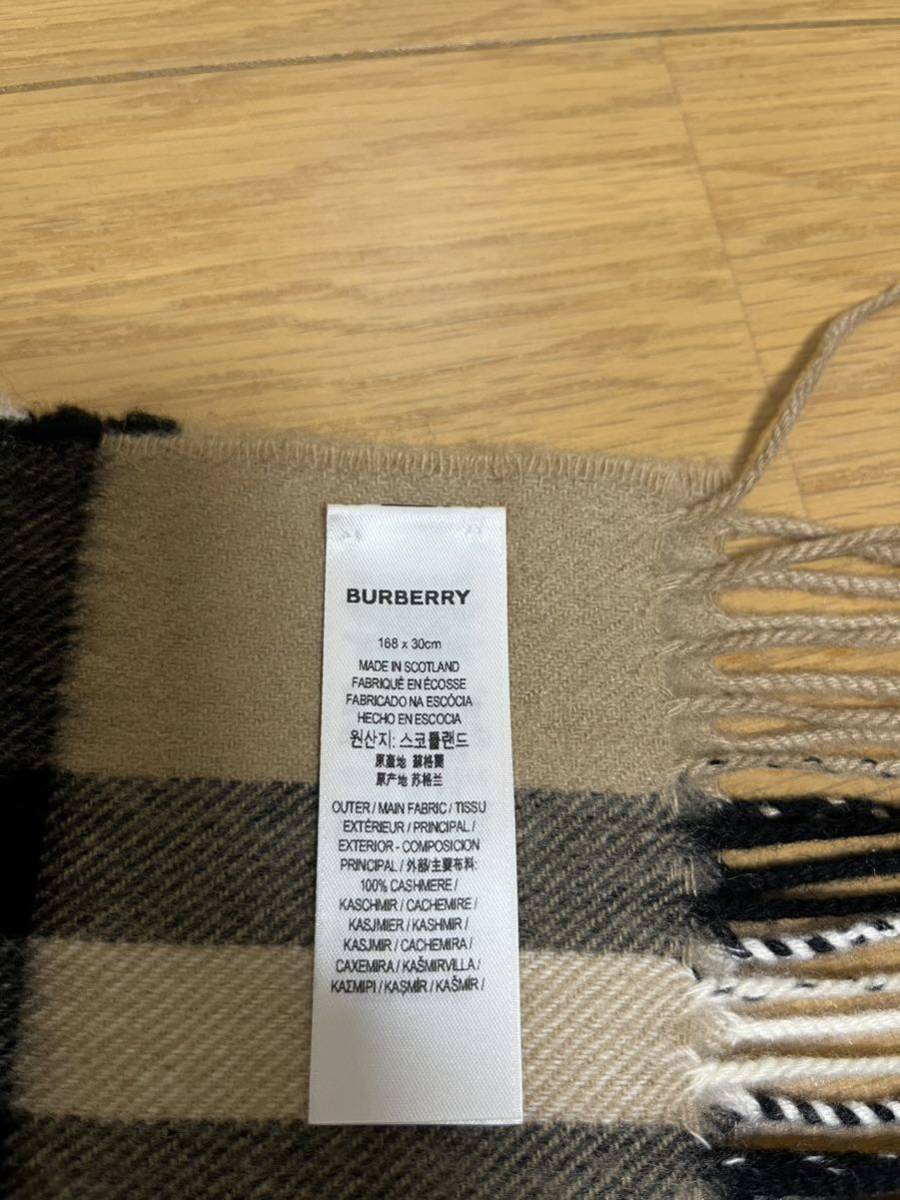 BURBERRY
168 x 30cm
MADE IN SCOTLAND
FABRIQUÉ EN ÉCOSSE
FABRICADO NA ESCÓCIA
HECHO EN ESCOCIA
원산지: 스코틀랜드
原產地 蘇格蘭
原产地 苏格兰
OUTER / MAIN FABRIC / TISSU
EXTÉRIEUR / PRINCIPAL /
EXTERIOR - COMPOSICION
PRINCIPAL / 外部/主要布料:
100% CASHMERE /
KASCHMIR / CACHEMIRE /
KASJMIER / KASHMIR /
KASJMIR / CACHEMIRA /
CAXEMIRA / KAŠMIRVILLA /
ΚΑΣΜΙΡΙ / KAŞMİR / KAŠMÍR /